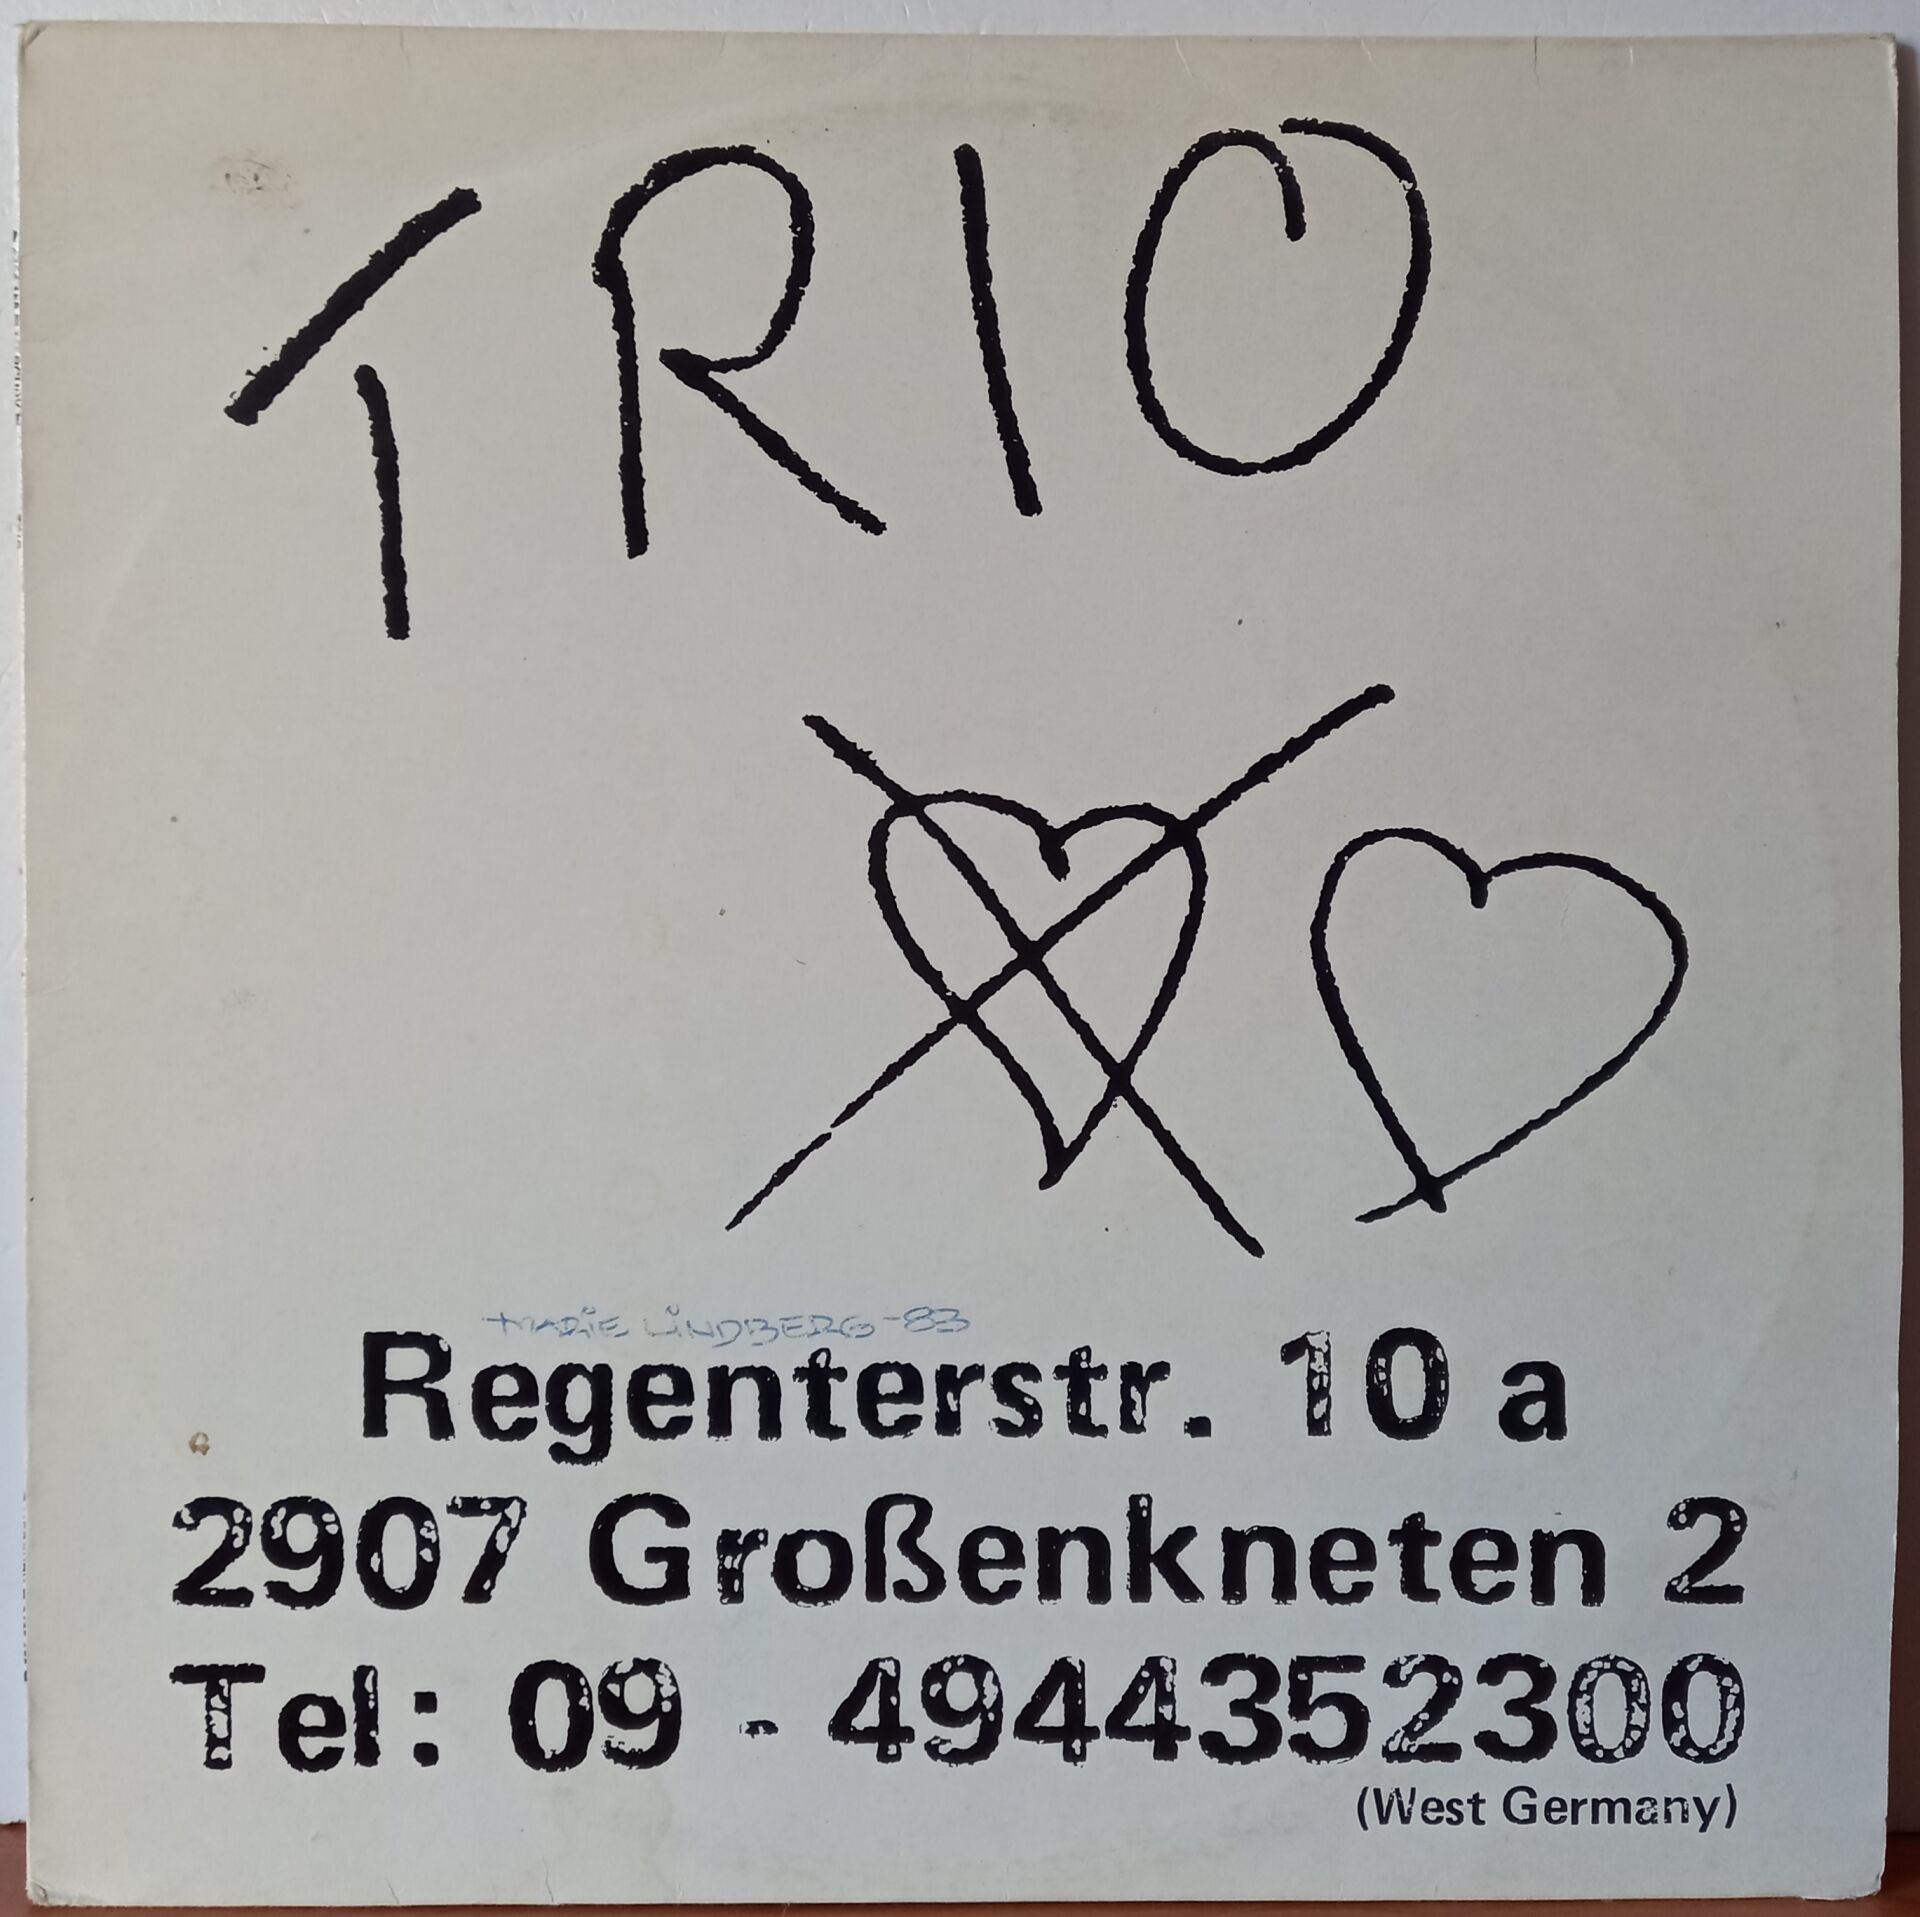 TRIO
MARIE LINDBERG -83
Regenterstr. 10 a
2907 Großenkneten 2
Tel: 09 - 4944352300
(West Germany)